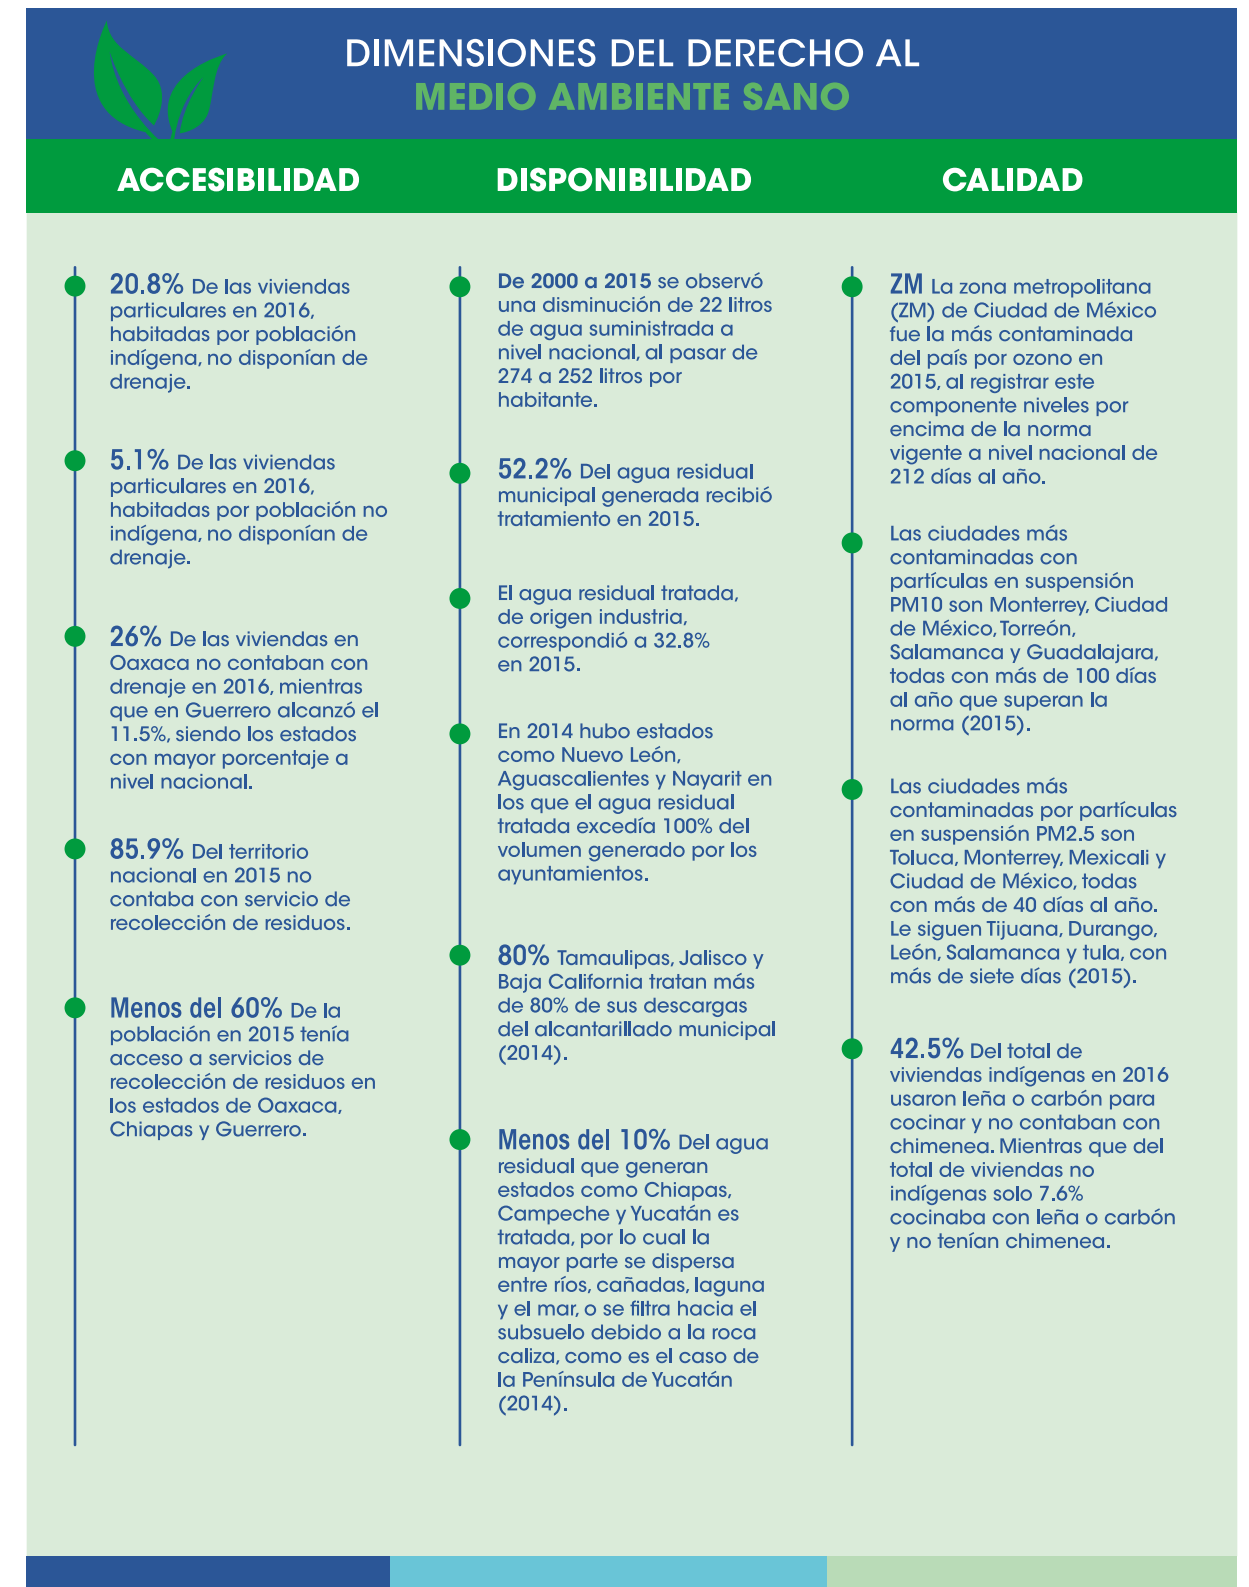 DIMENSIONES DEL DERECHO AL
MEDIO AMBIENTE SANO
ACCESIBILIDAD
20.8% De las viviendas
particulares en 2016,
habitadas por población
indígena, no disponían de
drenaje.
5.1% De las viviendas
particulares en 2016,
habitadas por población no
indígena, no disponían de
drenaje.
26% De las viviendas en
Oaxaca no contaban con
drenaje en 2016, mientras
que en Guerrero alcanzó el
11.5%, siendo los estados
con mayor porcentaje a
nivel nacional.
85.9% Del territorio
nacional en 2015 no
contaba con servicio de
recolección de residuos.
Menos del 60% De la
población en 2015 tenía
acceso a servicios de
recolección de residuos en
los estados de Oaxaca,
Chiapas y Guerrero.
DISPONIBILIDAD
De 2000 a 2015 se observó
una disminución de 22 litros
de agua suministrada a
nivel nacional, al pasar de
274 a 252 litros por
habitante.
52.2% Del agua residual
municipal generada recibió
tratamiento en 2015.
El agua residual tratada,
de origen industria,
correspondió a 32.8%
en 2015.
En 2014 hubo estados
como Nuevo León,
Aguascalientes y Nayarit en
los que el agua residual
tratada excedía 100% del
volumen generado por los
ayuntamientos.
80% Tamaulipas, Jalisco y
Baja California tratan más
de 80% de sus descargas
del alcantarillado municipal
(2014).
Menos del 10% Del agua
residual que generan
estados como Chiapas,
Campeche y Yucatán es
tratada, por lo cual la
mayor parte se dispersa
entre ríos, cañadas, laguna
y el mar, o se filtra hacia el
subsuelo debido a la roca
caliza, como es el caso de
la Península de Yucatán
(2014).
CALIDAD
ZM La zona metropolitana
(ZM) de Ciudad de México
fue la más contaminada
del país por ozono en
2015, al registrar este
componente niveles por
encima de la norma
vigente a nivel nacional de
212 días al año.
Las ciudades más
contaminadas con
partículas en suspensión
PM10 son Monterrey, Ciudad
de México, Torreón,
Salamanca y Guadalajara,
todas con más de 100 días
al año que superan la
norma (2015).
Las ciudades más
contaminadas por partículas
en suspensión PM2.5 son
Toluca, Monterrey, Mexicali y
Ciudad de México, todas
con más de 40 días al año.
Le siguen Tijuana, Durango,
León, Salamanca y tula, con
más de siete días (2015).
42.5% Del total de
viviendas indígenas en 2016
usaron leña o carbón para
cocinar y no contaban con
chimenea. Mientras que del
total de viviendas no
indígenas solo 7.6%
cocinaba con leña o carbón
y no tenían chimenea.